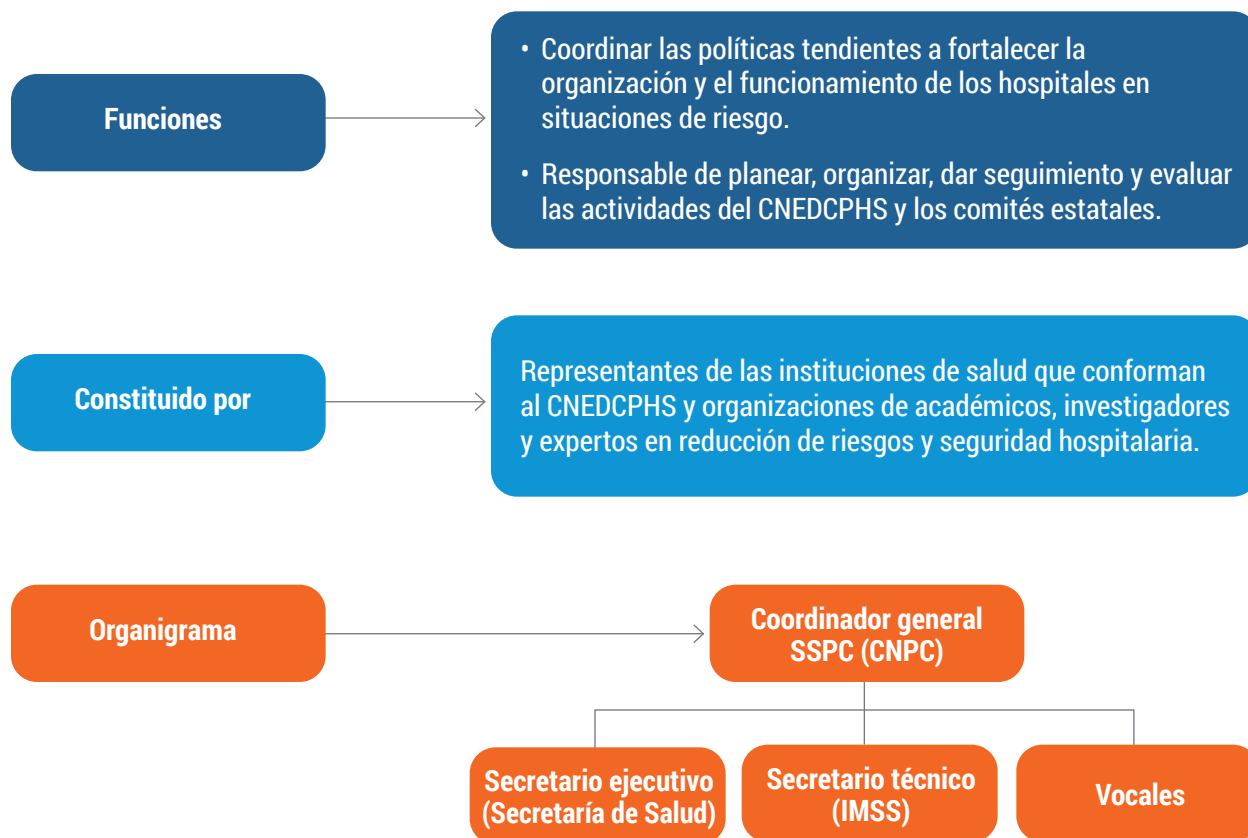 Funciones
• Coordinar las políticas tendientes a fortalecer la
organización y el funcionamiento de los hospitales en
situaciones de riesgo.
• Responsable de planear, organizar, dar seguimiento y evaluar
las actividades del CNEDCPHS y los comités estatales.
Constituido por
Representantes de las instituciones de salud que conforman
al CNEDCPHS y organizaciones de académicos, investigadores
y expertos en reducción de riesgos y seguridad hospitalaria.
Organigrama
Coordinador general
SSPC (CNPC)
Secretario ejecutivo
(Secretaría de Salud)
Secretario técnico
(IMSS)
Vocales